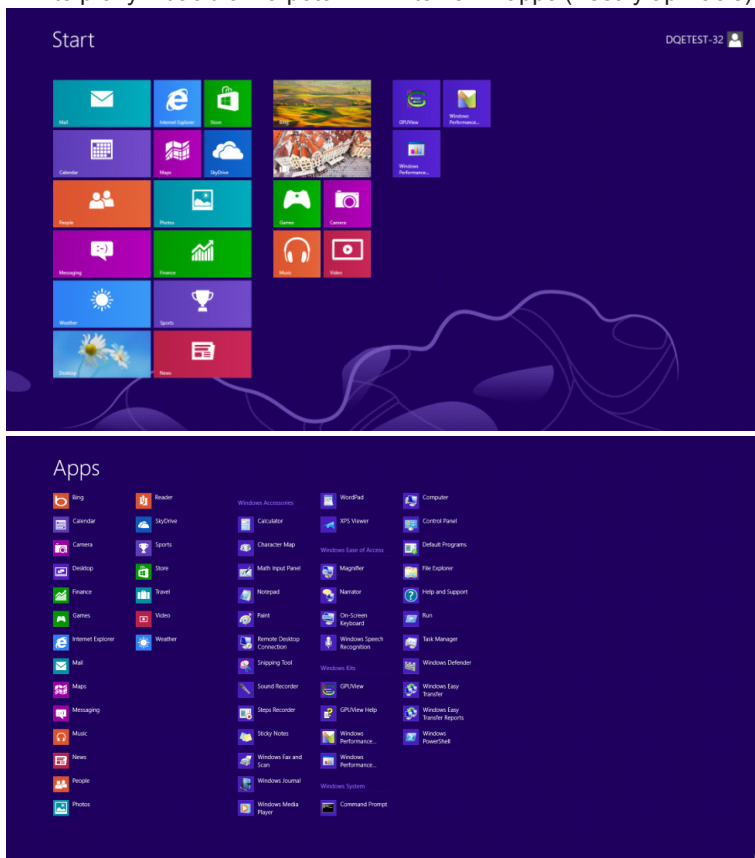 Start
DQETEST-32
Mail
Internet Explorer
Store
Bing
GPUView
Windows Performance...
Calendar
Maps
SkyDrive
Windows Performance...
People
Photos
Games
Camera
Messaging
Finance
Music
Video
Weather
Sports
Desktop
News
Apps
Bing
Calendar
Camera
Desktop
Finance
Games
Internet Explorer
Mail
Maps
Messaging
Music
News
People
Photos
Reader
SkyDrive
Sports
Store
Travel
Video
Weather
Windows Accessories
Calculator
Character Map
Math Input Panel
Notepad
Paint
Remote Desktop
Connection
Snipping Tool
Sound Recorder
Steps Recorder
Sticky Notes
Windows Fax and
Scan
Windows Journal
Windows Media
Player
WordPad
XPS Viewer
Windows Ease of Access
Magnifier
Narrator
On-Screen
Keyboard
Windows Speech
Recognition
Windows Kits
GPUView
GPUView Help
Windows
Performance...
Windows
Performance...
Windows System
Command Prompt
Computer
Control Panel
Default Programs
File Explorer
Help and Support
Run
Task Manager
Windows Defender
Windows Easy
Transfer
Windows Easy
Transfer Reports
Windows
PowerShell